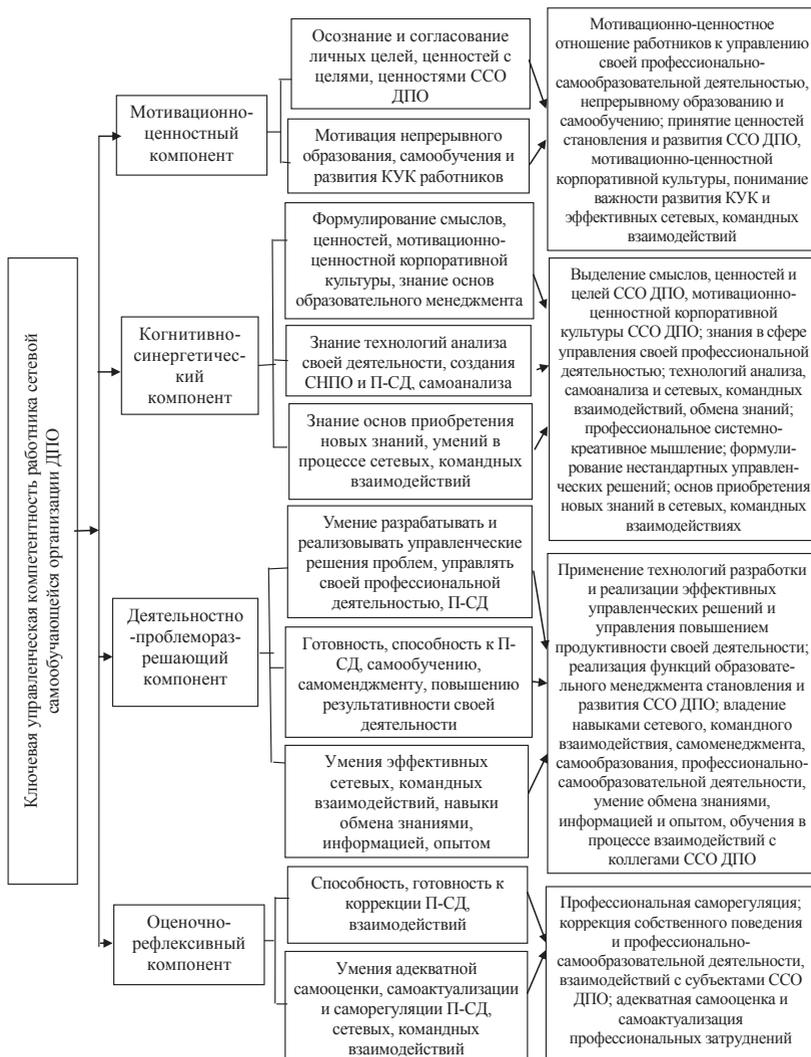 Ключевая управленческая компетентность работника сетевой
самообучающейся организации ДПО
Мотивационно-
ценностный
компонент
Осознание и согласование
личных целей, ценностей с
целями, ценностями ССО
ДПО
Мотивация непрерывного
образования, самообучения и
развития КУК работников
Мотивационно-ценностное
отношение работников к управлению
своей профессионально-
самообразовательной деятельностью,
непрерывному образованию и
самообучению; принятие ценностей
становления и развития ССО ДПО,
мотивационно-ценностной
корпоративной культуры, понимание
важности развития КУК и
эффективных сетевых, командных
взаимодействий
Когнитивно-
синергетичес-
кий
компонент
Формулирование смыслов,
ценностей, мотивационно-
ценностной корпоративной
культуры, знание основ
образовательного менеджмента
Знание технологий анализа
своей деятельности, создания
СНПО и П-СД, самоанализа
Знание основ приобретения
новых знаний, умений в
процессе сетевых, командных
взаимодействий
Выделение смыслов, ценностей и
целей ССО ДПО, мотивационно-
ценностной корпоративной
культуры ССО ДПО; знания в сфере
управления своей профессиональной
деятельностью; технологий анализа,
самоанализа и сетевых, командных
взаимодействий, обмена знаний;
профессиональное системно-
креативное мышление; формули-
рование нестандартных управлен-
ческих решений; основ приобретения
новых знаний в сетевых, командных
взаимодействиях
Деятельностно
-проблемораз-
решающий
компонент
Умение разрабатывать и
реализовывать управленческие
решения проблем, управлять
своей профессиональной
деятельностью, П-СД
Готовность, способность к П-
СД, самообучению,
самоменджменту, повышению
результативности своей
деятельности
Умения эффективных
сетевых, командных
взаимодействий, навыки
обмена знаниями,
информацией, опытом
Применение технологий разработки
и реализации эффективных
управленческих решений и
управления повышением
продуктивности своей деятельности;
реализация функций образовате-
льного менеджмента становления и
развития ССО ДПО; владение
навыками сетевого, командного
взаимодействия, самоменеджмента,
самообразования, профессионально-
самообразовательной деятельности,
умение обмена знаниями,
информацией и опытом, обучения в
процессе взаимодействий с
коллегами ССО ДПО
Оценочно-
рефлексивный
компонент
Способность, готовность к
коррекции П-СД,
взаимодействий
Умения адекватной
самооценки, самоактуализации
и саморегуляции П-СД,
сетевых, командных
взаимодействий
Профессиональная саморегуляция;
коррекция собственного поведения
и профессионально-
самообразовательной деятельности,
взаимодействий с субъектами ССО
ДПО; адекватная самооценка и
самоактуализация
профессиональных затруднений